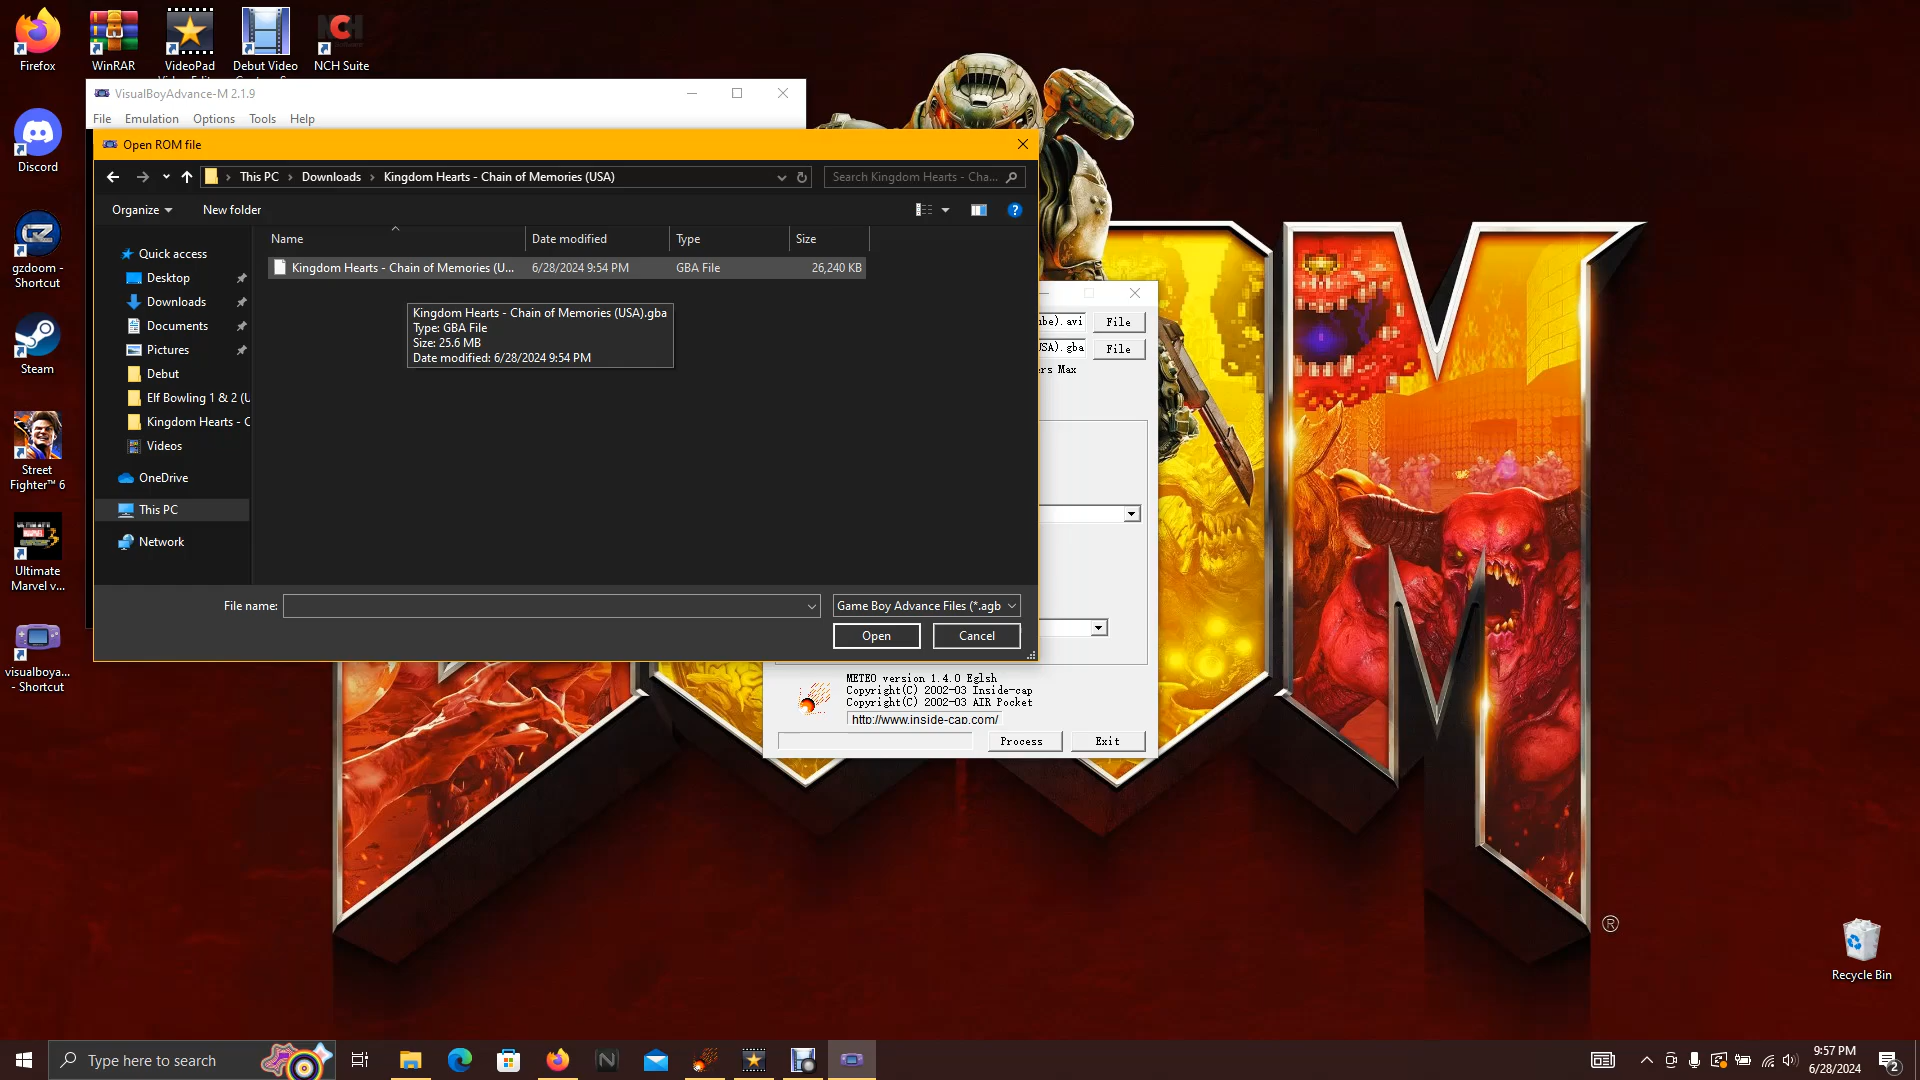 Firefox
WinRAR
VideoPad
Debut Video
NCH Suite
VisualBoyAdvance-M 2.1.9
File
Emulation
Options
Tools
Help
Discord
Open ROM file
This PC
Downloads
Kingdom Hearts - Chain of Memories (USA)
Search Kingdom Hearts - Cha...
Organize
New folder
Name
Date modified
Type
Size
Kingdom Hearts - Chain of Memories (U...
6/28/2024 9:54 PM
GBA File
26,240 KB
Kingdom Hearts - Chain of Memories (USA).gba
Type: GBA File
Size: 25.6 MB
Date modified: 6/28/2024 9:54 PM
Quick access
Desktop
Downloads
Documents
Pictures
Debut
Elf Bowling 1 & 2 (U
Kingdom Hearts - C
Videos
OneDrive
This PC
Network
File name:
Game Boy Advance Files (*.agb
Open
Cancel
gzdoom -
Shortcut
Steam
Street
Fighter™ 6
Ultimate
Marvel v...
visualboya...
- Shortcut
be).avi
File
USA).gba
File
ers Max
METEO version 1.4.0 Eglsh
Copyright(C) 2002-03 Inside-cap
Copyright(C) 2002-03 AIR Pocket
http://www.inside-cap.com/
Process
Exit
®
Recycle Bin
Type here to search
9:57 PM
6/28/2024
2